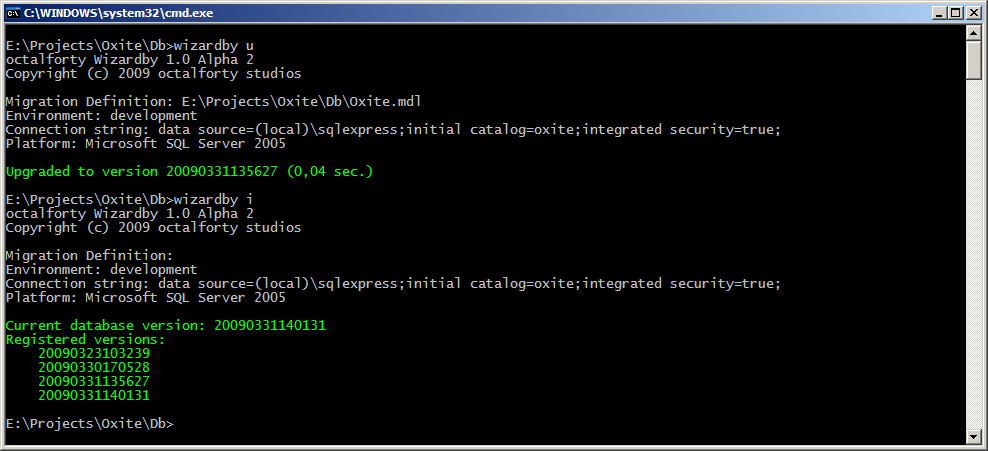 C:\WINDOWS\system32\cmd.exe
E:\Projects\Oxite\Db>wizardby u
octalforty Wizardby 1.0 Alpha 2
Copyright (c) 2009 octalforty studios
Migration Definition: E:\Projects\Oxite\Db\Oxite.mdl
Environment: development
Connection string: data source=(local)\sqlexpress;initial catalog=oxite;integrated security=true;
Platform: Microsoft SQL Server 2005
Upgraded to version 20090331135627 (0,04 sec.)
E:\Projects\Oxite\Db>wizardby i
octalforty Wizardby 1.0 Alpha 2
Copyright (c) 2009 octalforty studios
Migration Definition:
Environment: development
Connection string: data source=(local)\sqlexpress;initial catalog=oxite;integrated security=true;
Platform: Microsoft SQL Server 2005
Current database version: 20090331140131
Registered versions:
20090323103239
20090330170528
20090331135627
20090331140131
E:\Projects\Oxite\Db>